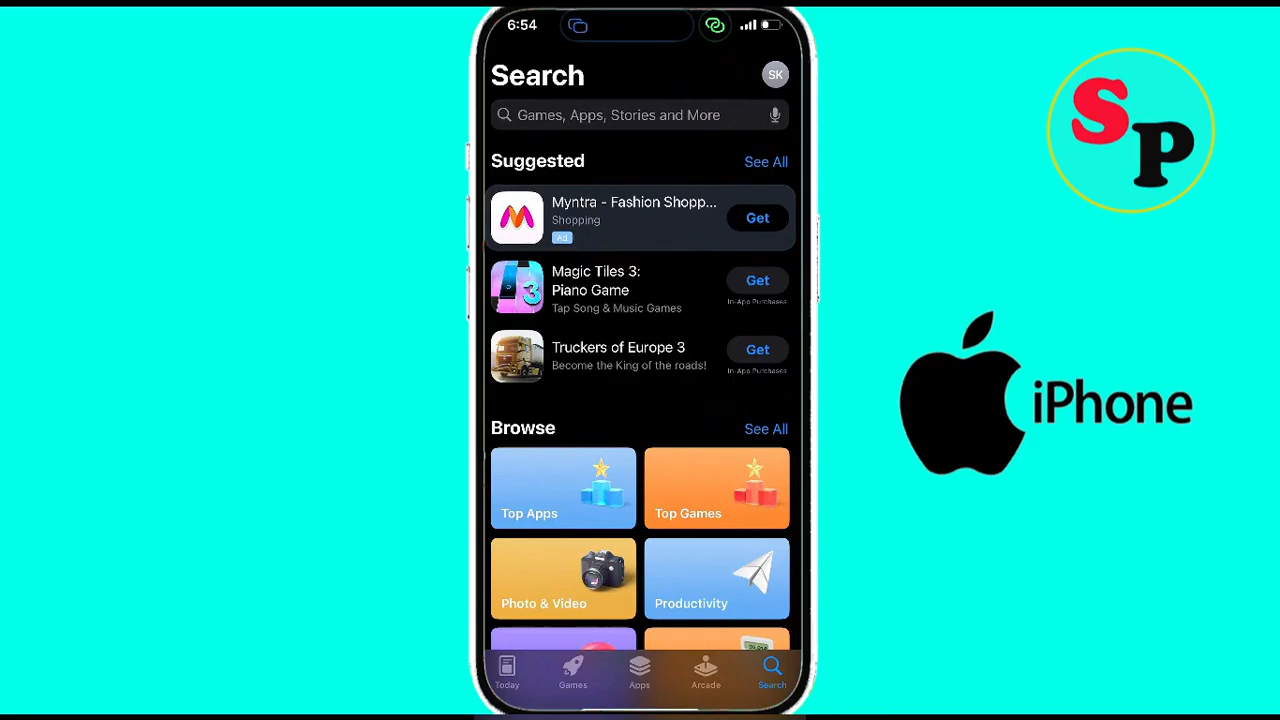 6:54
Search
SK
Games, Apps, Stories and More
Suggested
See All
Myntra - Fashion Shopp...
Shopping
Ad
Get
Magic Tiles 3:
Piano Game
Tap Song & Music Games
Get
In-App Purchases
3
Truckers of Europe 3
Become the King of the roads!
Get
In-App Purchases
Browse
See All
Top Apps
Top Games
Photo & Video
Productivity
Today
Games
Apps
Arcade
Search
SP
iPhone